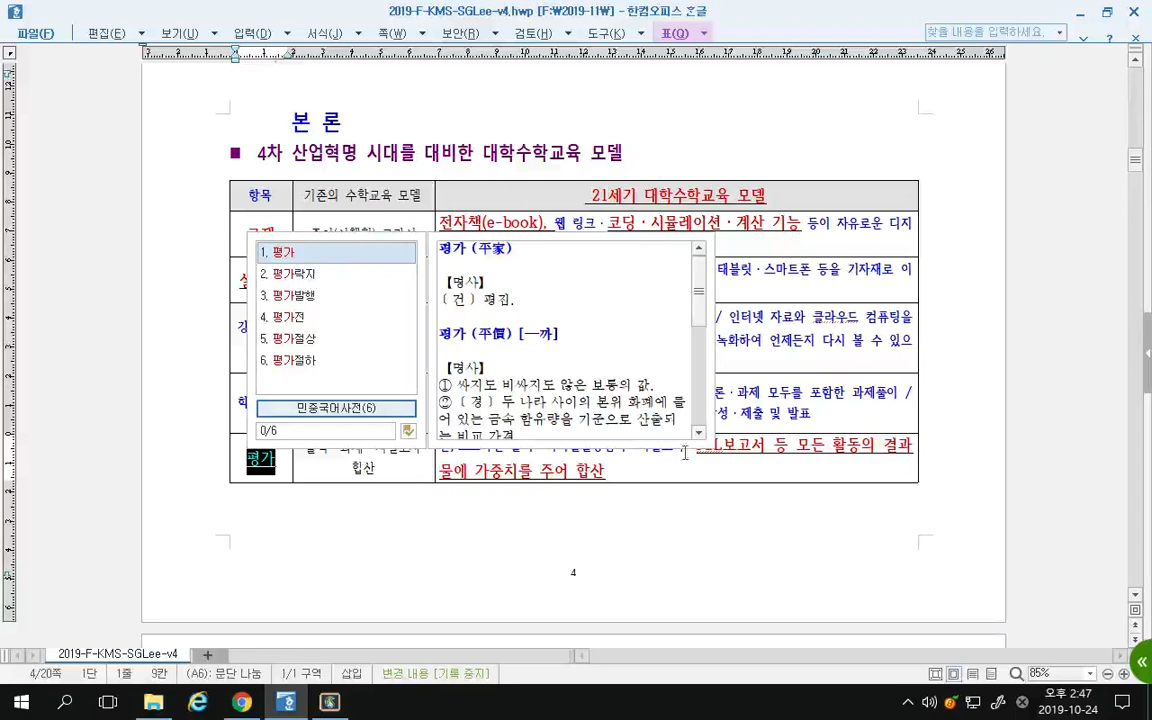 2019-F-KMS-SGLee-v4.hwp [F:₩2019-11₩] - 한컴오피스 한글
파일(F) 편집(E) 보기(U) 입력(D) 서식(J) 쪽(W) 보안(R) 검토(H) 도구(K) 표(Q) 찾을 내용을 입력하세요.
본 론
■ 4차 산업혁명 시대를 대비한 대학수학교육 모델
항목 기존의 수학교육 모델 21세기 대학수학교육 모델
전자책(e-book), 웹 링크·코딩·시뮬레이션·계산 기능 등이 자유로운 디지
1. 평가
2. 평가락지
3. 평가발행
4. 평가전
5. 평가절상
6. 평가절하
민중국어사전(6)
0/6
평가 (平家)
【명사】
〔건〕평집.
평가 (平價) [―까]
【명사】
① 싸지도 비싸지도 않은 보통의 값.
② 〔경〕두 나라 사이의 본위 화폐에 들
어 있는 금속 함유량을 기준으로 산출되
는 비교 가격
태블릿·스마트폰 등을 기자재로 이
/ 인터넷 자료와 클라우드 컴퓨팅을
녹화하여 언제든지 다시 볼 수 있으
론·과제 모두를 포함한 과제풀이 /
성·제출 및 발표
평가
합산
보고서 등 모든 활동의 결과
물에 가중치를 주어 합산
4
2019-F-KMS-SGLee-v4
4/20쪽 1단 1줄 9칸 (A6): 문단 나눔 1/1 구역 삽입 변경 내용 [기록 중지] 85%
오후 2:47
2019-10-24